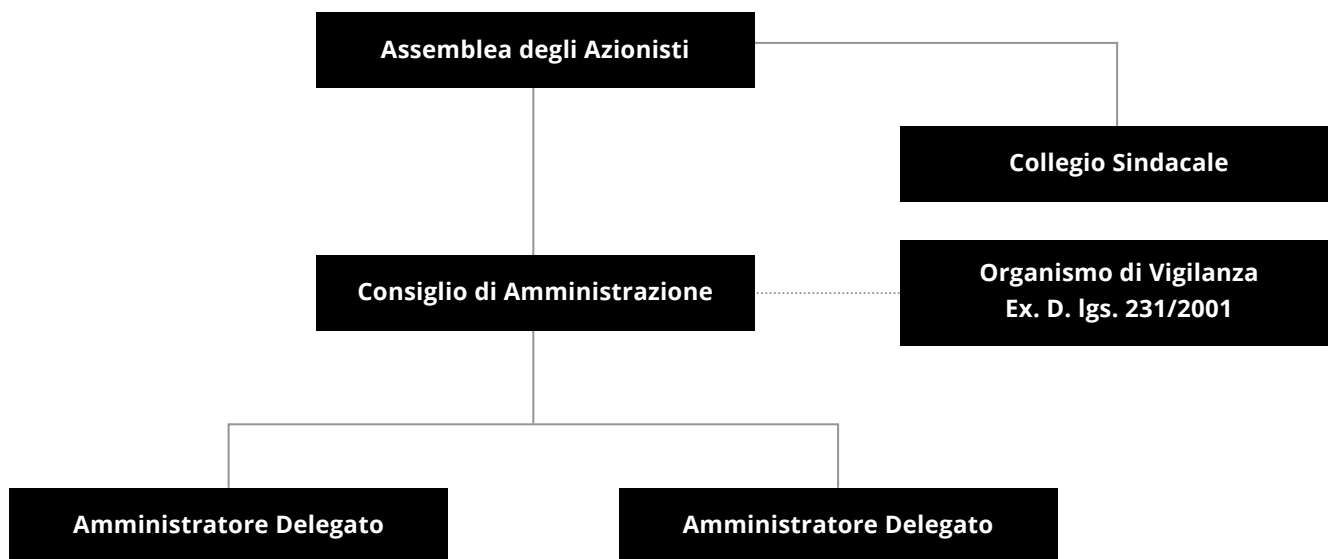 Assemblea degli Azionisti
Collegio Sindacale
Consiglio di Amministrazione
Organismo di Vigilanza
Ex. D. lgs. 231/2001
Amministratore Delegato
Amministratore Delegato